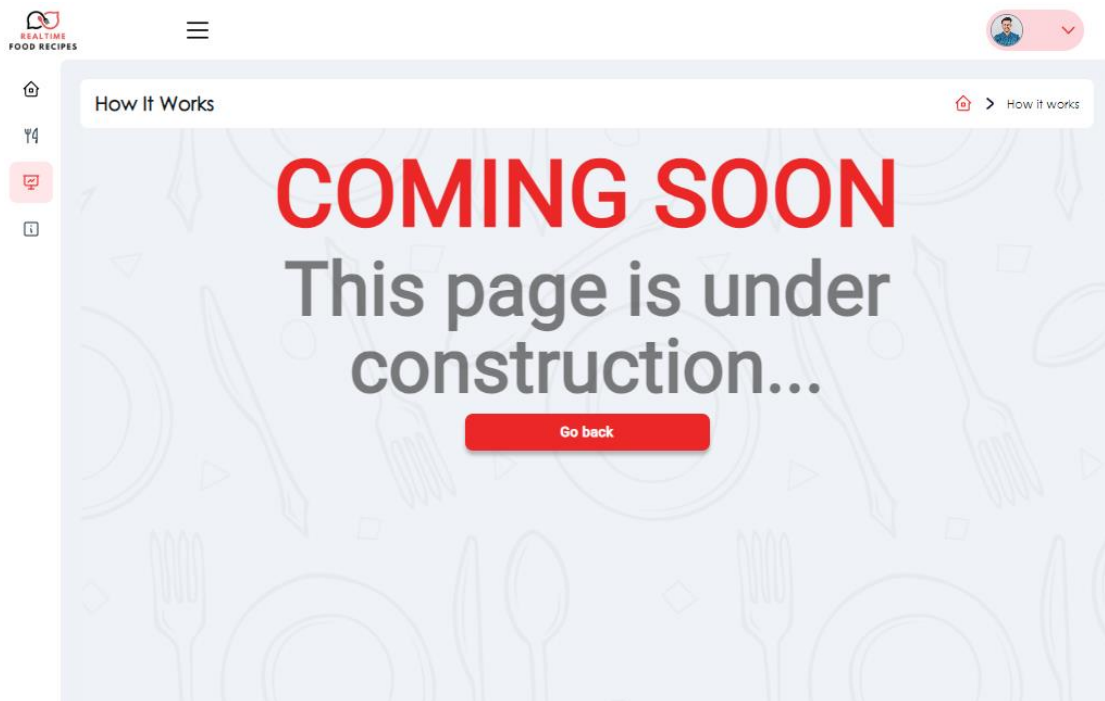 REALTIME
FOOD RECIPES
How It Works
How it works
COMING SOON
This page is under
construction...
Go back